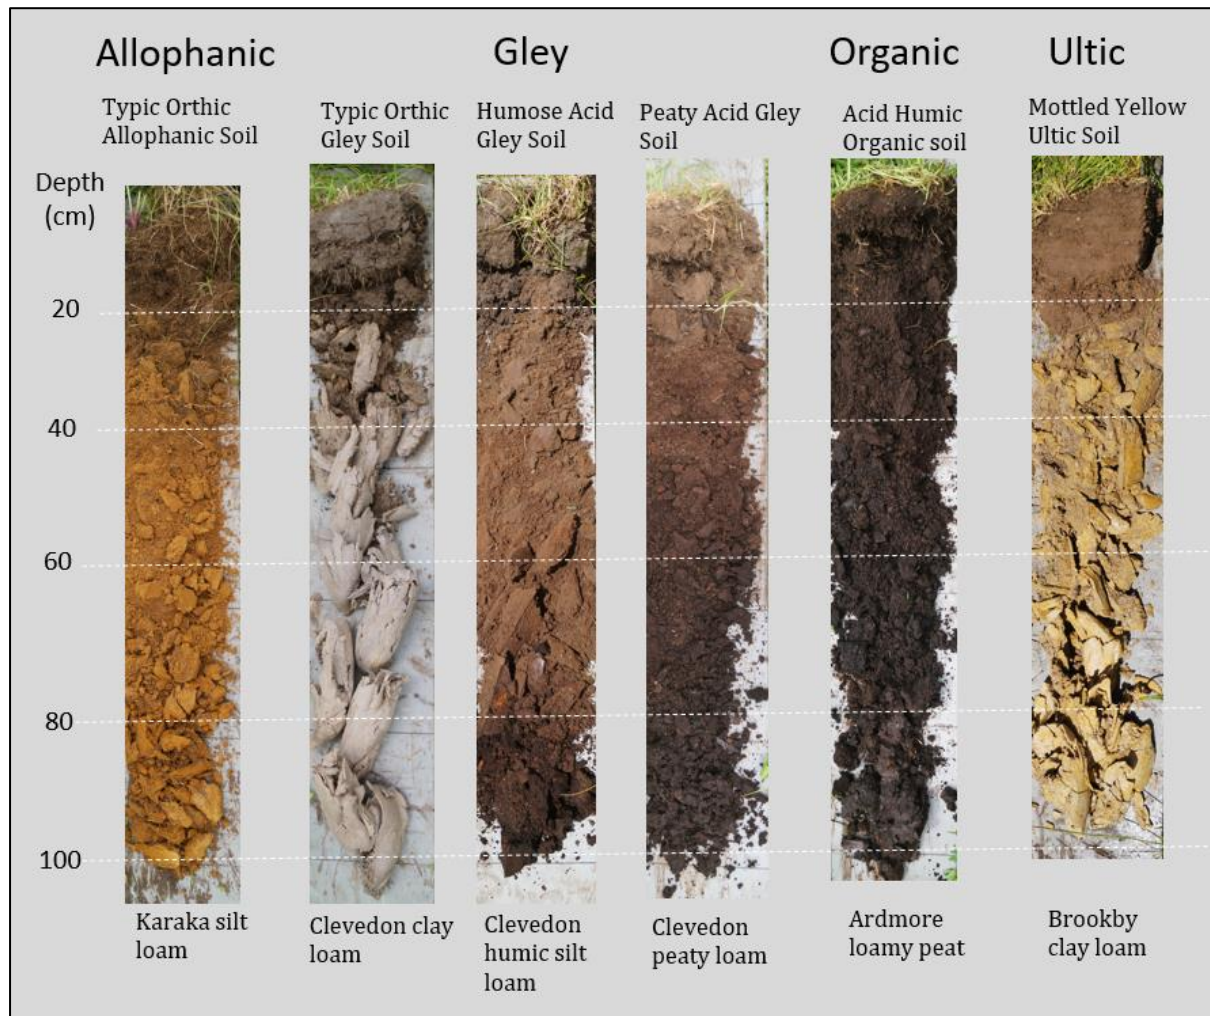 Allophanic
Gley
Organic
Ultic
Typic Orthic
Allophanic Soil
Typic Orthic
Gley Soil
Humose Acid
Gley Soil
Peaty Acid Gley
Soil
Acid Humic
Organic soil
Mottled Yellow
Ultic Soil
Depth
(cm)
20
40
60
80
100
Karaka silt
loam
Clevedon clay
loam
Clevedon
humic silt
loam
Clevedon
peaty loam
Ardmore
loamy peat
Brookby
clay loam